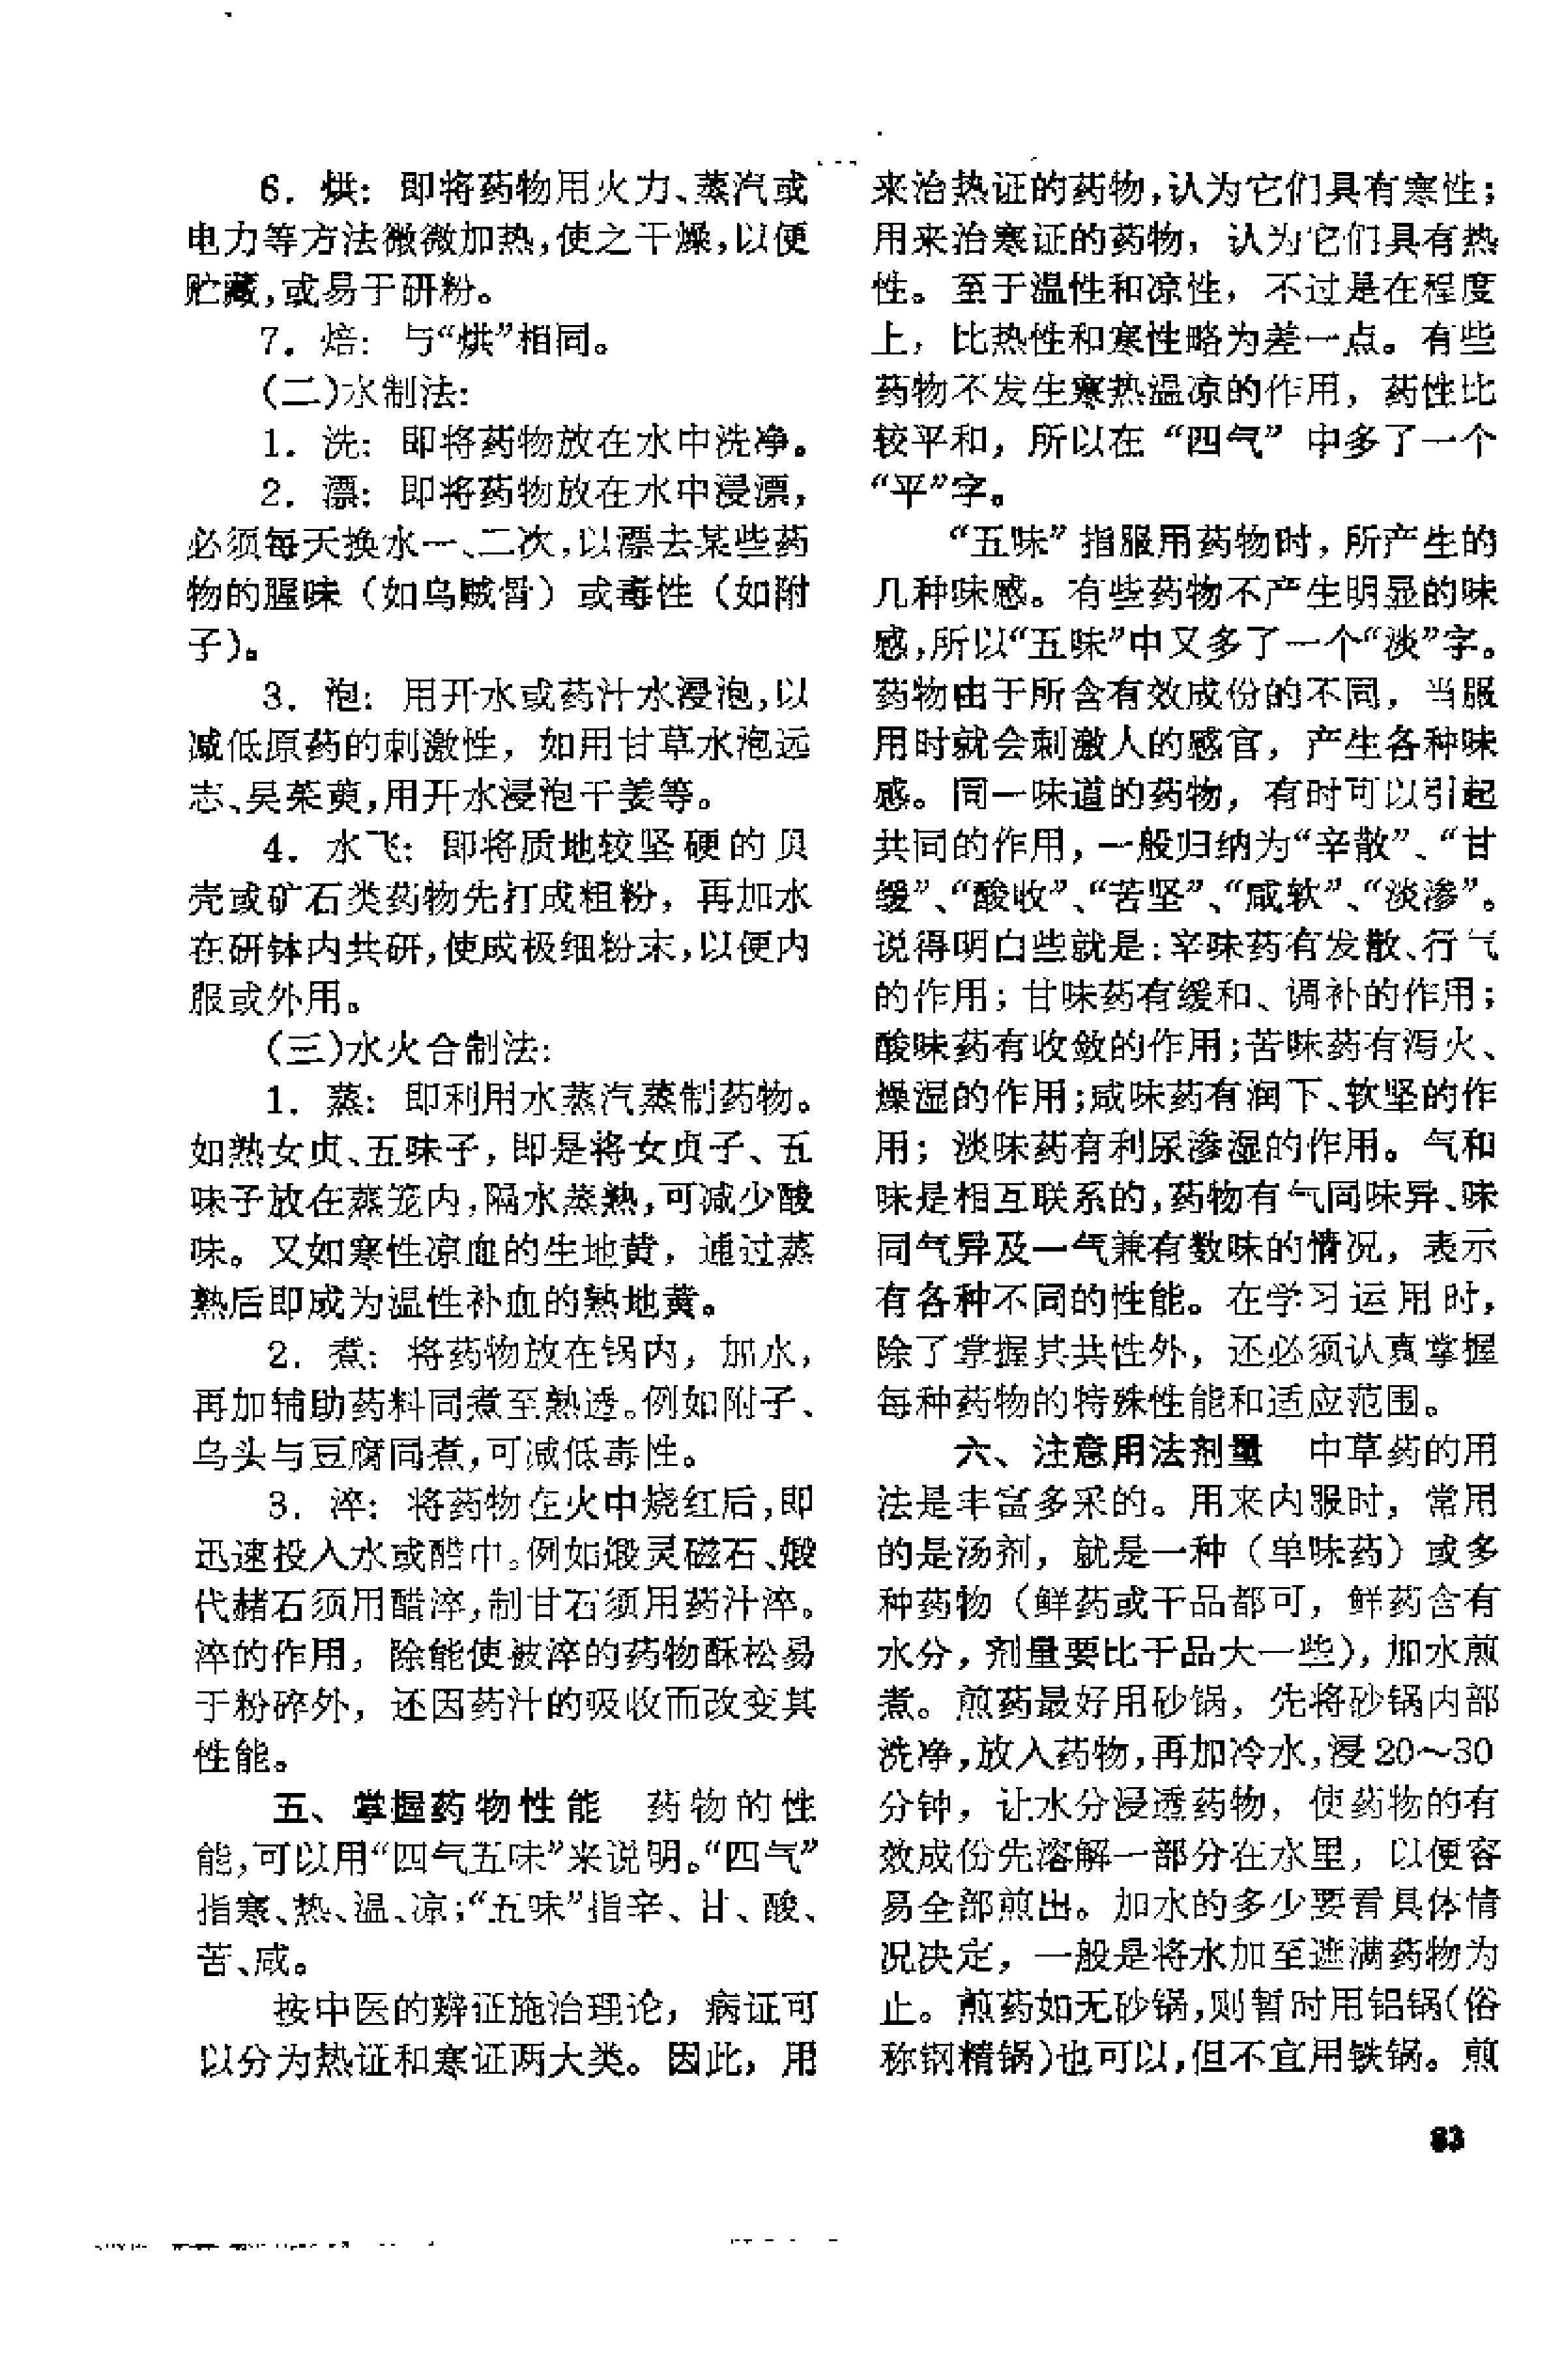 6. 烘： 即将药物用火力、蒸汽或
电力等方法微微加热，使之干燥，以便
贮藏，或易于研粉。
7. 焙： 与“烘”相同。
（二）水制法：
1. 洗： 即将药物放在水中洗净。
2. 漂： 即将药物放在水中浸漂，
必须每天换水一、二次，以漂去某些药
物的腥味（如乌贼骨）或毒性（如附
子）。
3. 泡： 用开水或药汁水浸泡，以
减低原药的刺激性，如用甘草水泡远
志、吴茱萸，用开水浸泡干姜等。
4. 水飞： 即将质地较坚硬的贝
壳或矿石类药物先打成粗粉，再加水
在研钵内共研，使成极细粉末，以便内
服或外用。
（三）水火合制法：
1. 蒸： 即利用水蒸汽蒸制药物。
如熟女贞、五味子，即是将女贞子、五
味子放在蒸笼内，隔水蒸熟，可减少酸
味。又如寒性凉血的生地黄，通过蒸
熟后即成为温性补血的熟地黄。
2. 煮： 将药物放在锅内，加水，
再加辅助药料同煮至熟透。例如附子、
乌头与豆腐同煮，可减低毒性。
3. 淬： 将药物在火中烧红后，即
迅速投入水或醋中。例如煅灵磁石、煅
代赭石须用醋淬，制甘石须用药汁淬。
淬的作用，除能使被淬的药物酥松易
于粉碎外，还因药汁的吸收而改变其
性能。
五、掌握药物性能 药物的性
能，可以用“四气五味”来说明。“四气”
指寒、热、温、凉；“五味”指辛、甘、酸、
苦、咸。
按中医的辨证施治理论，病证可
以分为热证和寒证两大类。因此，用
来治热证的药物，认为它们具有寒性；
用来治寒证的药物，认为它们具有热
性。至于温性和凉性，不过是在程度
上，比热性和寒性略为差一点。有些
药物不发生寒热温凉的作用，药性比
较平和，所以在“四气”中多了一个
“平”字。
“五味”指服用药物时，所产生的
几种味感。有些药物不产生明显的味
感，所以“五味”中又多了一个“淡”字。
药物由于所含有效成份的不同，当服
用时就会刺激人的感官，产生各种味
感。同一味道的药物，有时可以引起
共同的作用，一般归纳为“辛散”、“甘
缓”、“酸收”、“苦坚”、“咸软”、“淡渗”。
说得明白些就是：辛味药有发散、行气
的作用；甘味药有缓和、调补的作用；
酸味药有收敛的作用；苦味药有泻火、
燥湿的作用；咸味药有润下、软坚的作
用；淡味药有利尿渗湿的作用。气和
味是相互联系的，药物有气同味异、味
同气异及一气兼有数味的情况，表示
有各种不同的性能。在学习运用时，
除了掌握其共性外，还必须认真掌握
每种药物的特殊性能和适应范围。
六、注意用法剂量 中草药的用
法是丰富多采的。用来内服时，常用
的是汤剂，就是一种（单味药）或多
种药物（鲜药或干品都可，鲜药含有
水分，剂量要比干品大一些），加水煎
煮。煎药最好用砂锅，先将砂锅内部
洗净，放入药物，再加冷水，浸20～30
分钟，让水分浸透药物，使药物的有
效成份先溶解一部分在水里，以便容
易全部煎出。加水的多少要看具体情
况决定，一般是将水加至遮满药物为
止。煎药如无砂锅，则暂时用铝锅（俗
称钢精锅）也可以，但不宜用铁锅。煎
83